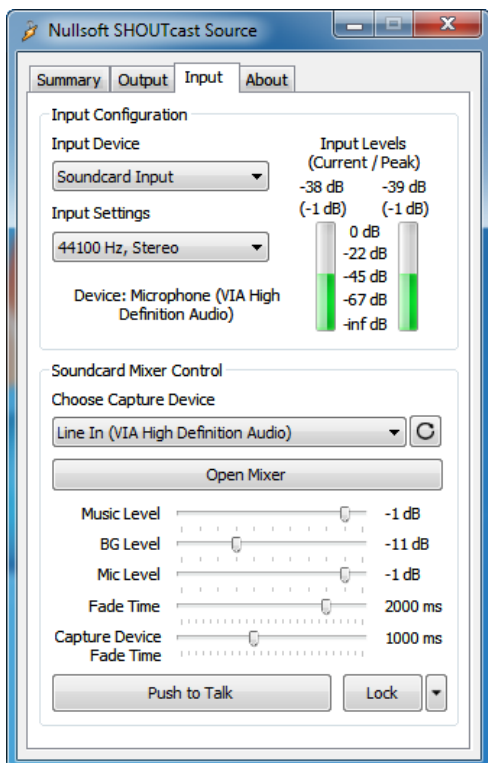 Nullsoft SHOUTcast Source
Summary Output Input About
Input Configuration
Input Device
Soundcard Input
Input Settings
44100 Hz, Stereo
Device: Microphone (VIA High
Definition Audio)
Input Levels
(Current / Peak)
-38 dB -39 dB
(-1 dB) (-1 dB)
0 dB
-22 dB
-45 dB
-67 dB
-inf dB
Soundcard Mixer Control
Choose Capture Device
Line In (VIA High Definition Audio)
Open Mixer
Music Level -1 dB
BG Level -11 dB
Mic Level -1 dB
Fade Time 2000 ms
Capture Device
Fade Time 1000 ms
Push to Talk Lock